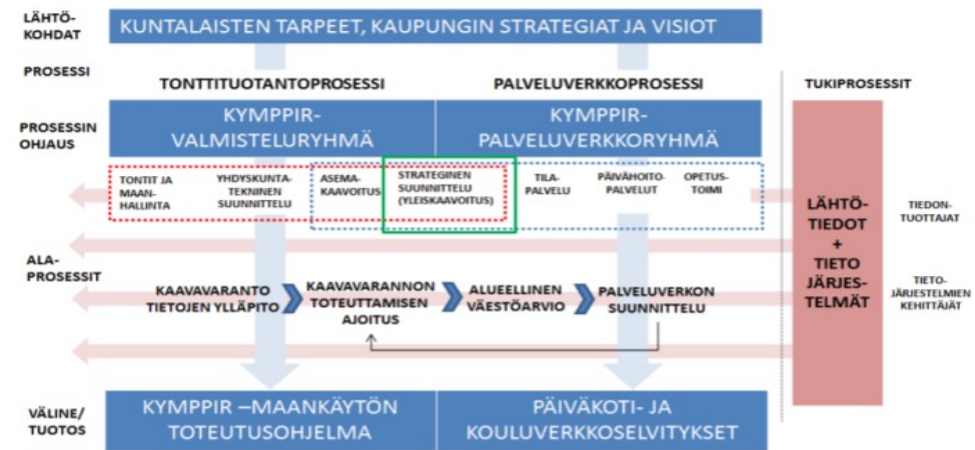 LÄHTÖ-
KOHDAT
KUNTALAISTEN TARPEET, KAUPUNGIN STRATEGIAT JA VISIOT
PROSESSI
TONTTITUOTANTOPROSESSI
PALVELUVERKKOPROSESSI
TUKIPROSESSIT
PROSESSIN
OHJAUS
KYMPPIR-
VALMISTELURYHMÄ
KYMPPIR-
PALVELUVERKKORYHMÄ
TONTIT JA
MAAN-
HALLINTA
YHDYSKUNTA-
TEKNINEN
SUUNNITTELU
ASEMA-
KAAVOITUS
STRATEGINEN
SUUNNITTELU
(YLEISKAAVOITUS)
TILA-
PALVELU
PÄIVÄHOITO-
PALVELUT
OPETUS-
TOIMI
LÄHTÖ-
TIEDOT
+
TIETO
JÄRJES-
TELMÄT
TIEDON-
TUOTTAJAT
TIETO-
JÄRJESTELMIEN
KEHITTÄJÄT
ALA-
PROSESSIT
KAAVAVARANTO
TIETOJEN YLLÄPITO
KAAVAVARANNON
TOTEUTTAMISEN
AJOITUS
ALUEELLINEN
VÄESTÖARVIO
PALVELUVERKON
SUUNNITTELU
VÄLINE/
TUOTOS
KYMPPIR –MAANKÄYTÖN
TOTEUTUSOHJELMA
PÄIVÄKOTI- JA
KOULUVERKKOSELVITYKSET